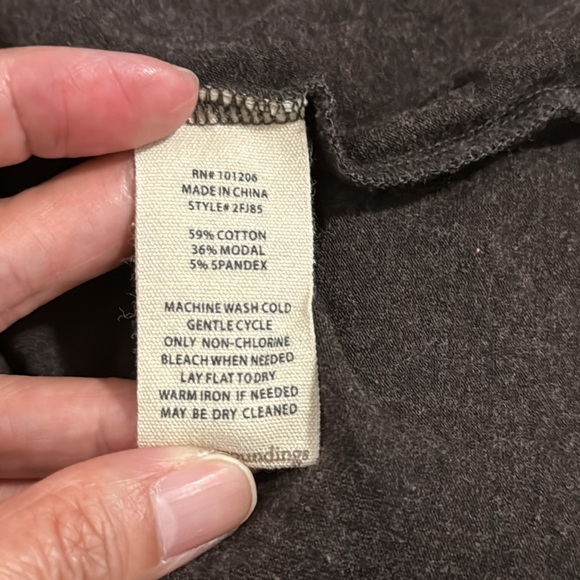 RN# 101206
MADE IN CHINA
STYLE# 2FJ85
59% COTTON
36% MODAL
5% SPANDEX
MACHINE WASH COLD
GENTLE CYCLE
ONLY NON-CHLORINE
BLEACH WHEN NEEDED
LAY FLAT TO DRY
WARM IRON IF NEEDED
MAY BE DRY CLEANED